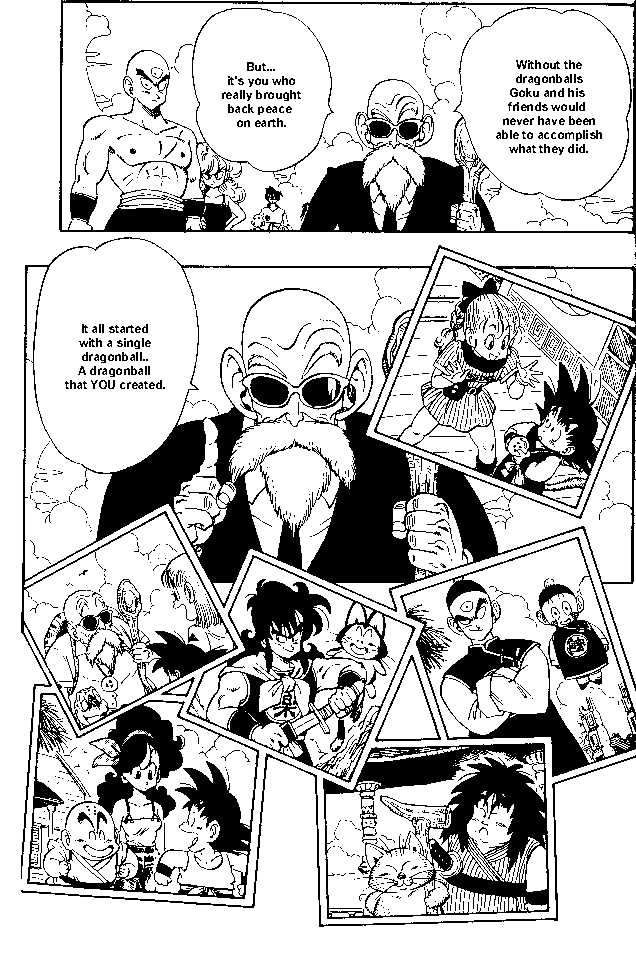 Without the
dragonballs
Goku and his
friends would
never have been
able to accomplish
what they did.
But...
it's you who
really brought
back peace
on earth.
It all started
with a single
dragonball..
A dragonball
that YOU created.